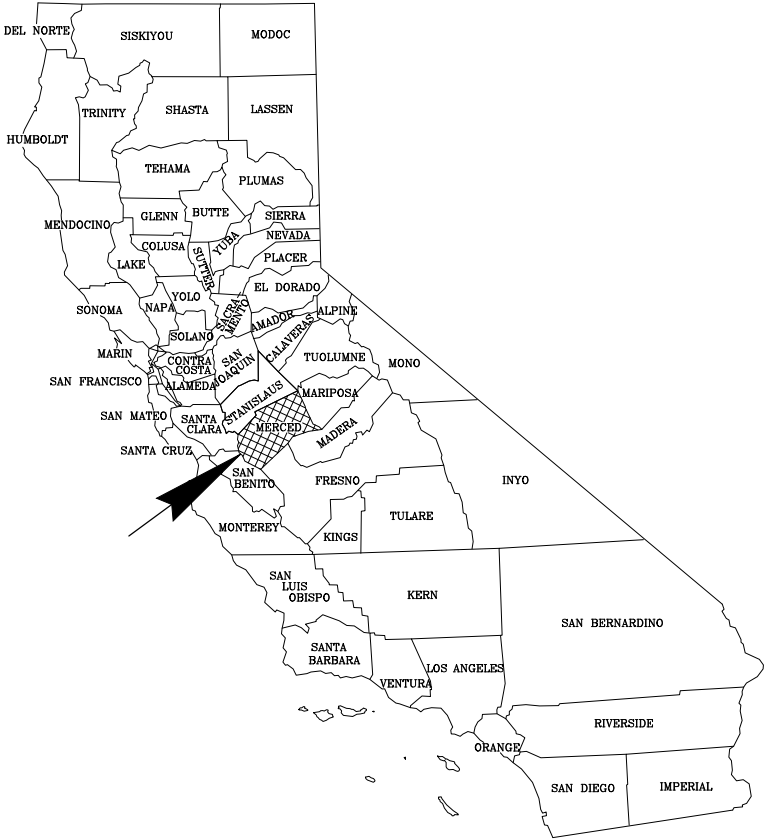 DEL NORTE
SISKIYOU
MODOC
HUMBOLDT
TRINITY
SHASTA
LASSEN
TEHAMA
PLUMAS
MENDOCINO
GLENN
BUTTE
SIERRA
COLUSA
YUBA
NEVADA
LAKE
SUTTER
PLACER
EL DORADO
SONOMA
NAPA
YOLO
SACRA-
MENTO
AMADOR
ALPINE
SOLANO
MARIN
CONTRA
COSTA
SAN
JOAQUIN
CALAVERAS
TUOLUMNE
MONO
SAN FRANCISCO
ALAMEDA
STANISLAUS
MARIPOSA
SAN MATEO
SANTA
CLARA
MERCED
MADERA
SANTA CRUZ
SAN
BENITO
FRESNO
INYO
MONTEREY
KINGS
TULARE
SAN
LUIS
OBISPO
KERN
SAN BERNARDINO
SANTA
BARBARA
VENTURA
LOS ANGELES
ORANGE
RIVERSIDE
SAN DIEGO
IMPERIAL